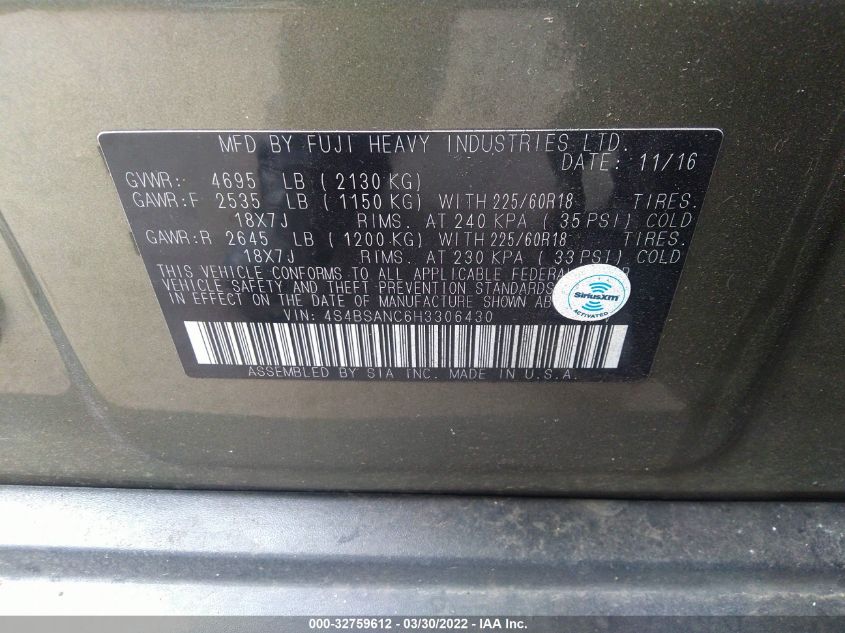 MFD BY FUJI HEAVY INDUSTRIES LTD.
DATE: 11/16
GVWR: 4695 LB (2130 KG)
GAWR:F 2535 LB (1150 KG) WITH 225/60R18 TIRES.
18X7J RIMS. AT 240 KPA (35 PSI) COLD
GAWR:R 2645 LB (1200 KG) WITH 225/60R18 TIRES.
18X7J RIMS. AT 230 KPA (33 PSI) COLD
THIS VEHICLE CONFORMS TO ALL APPLICABLE FEDERAL
VEHICLE SAFETY AND THEFT PREVENTION STANDARDS
IN EFFECT ON THE DATE OF MANUFACTURE SHOWN AB
SiriusXM
ACTIVATED
VIN: 4S4BSANC6H3306430
ASSEMBLED BY SIA INC. MADE IN U.S.A.
000-32759612 - 03/30/2022 - IAA Inc.